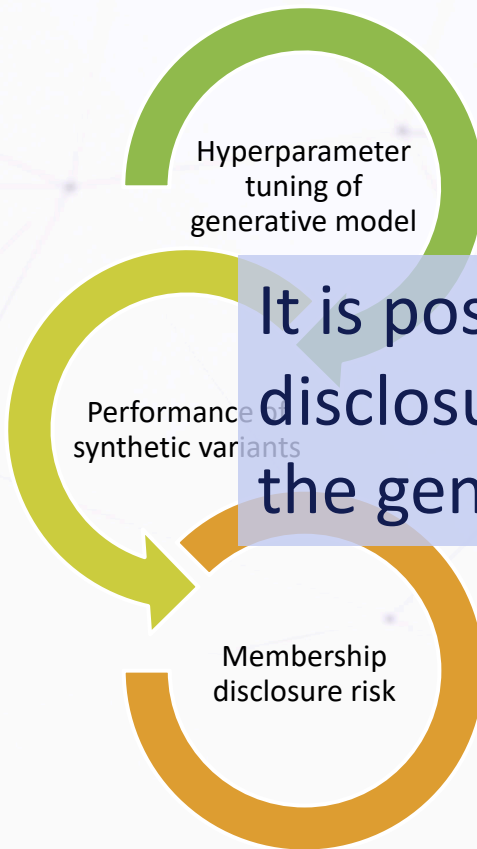 Hyperparameter
tuning of
generative model
It is pos
disclosu
the gen
Performance of
synthetic variants
Membership
disclosure risk